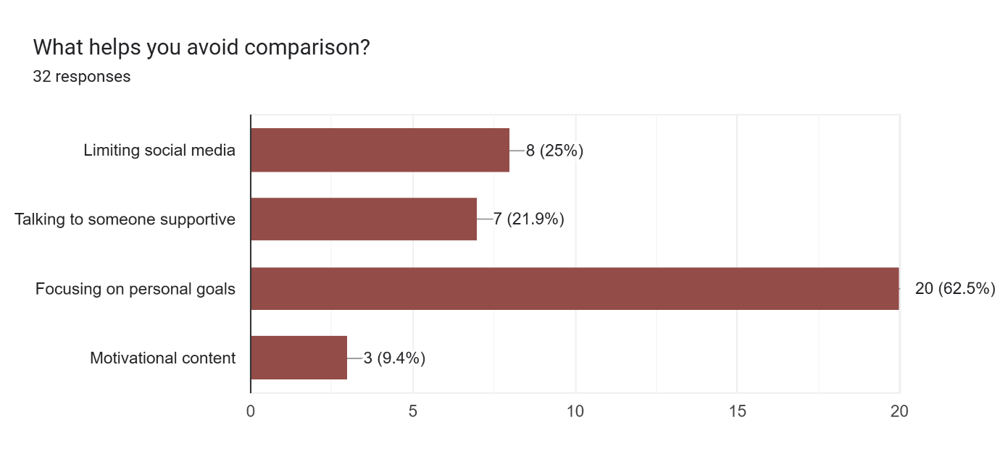 What helps you avoid comparison?
32 responses
Limiting social media
8 (25%)
Talking to someone supportive
7 (21.9%)
Focusing on personal goals
20 (62.5%)
Motivational content
3 (9.4%)
0 5 10 15 20